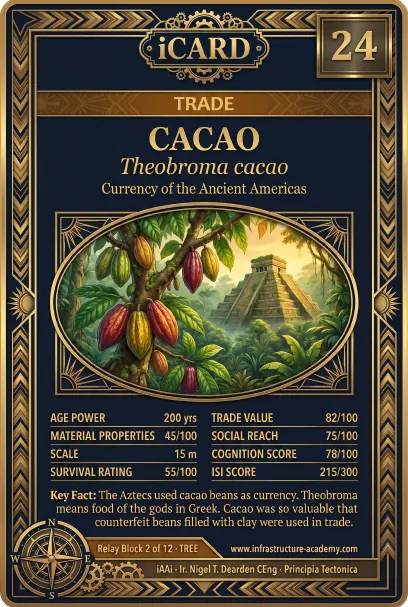 iCARD
24
TRADE
CACAO
Theobroma cacao
Currency of the Ancient Americas
AGE POWER 200 yrs TRADE VALUE 82/100
MATERIAL PROPERTIES 45/100 SOCIAL REACH 75/100
SCALE 15 m COGNITION SCORE 78/100
SURVIVAL RATING 55/100 ISI SCORE 215/300
Key Fact: The Aztecs used cacao beans as currency. Theobroma
means food of the gods in Greek. Cacao was so valuable that
counterfeit beans filled with clay were used in trade.
N
W E
S
Relay Block 2 of 12 · TREE www.infrastructure-academy.com
iAAi · Ir. Nigel T. Dearden CEng · Principia Tectonica